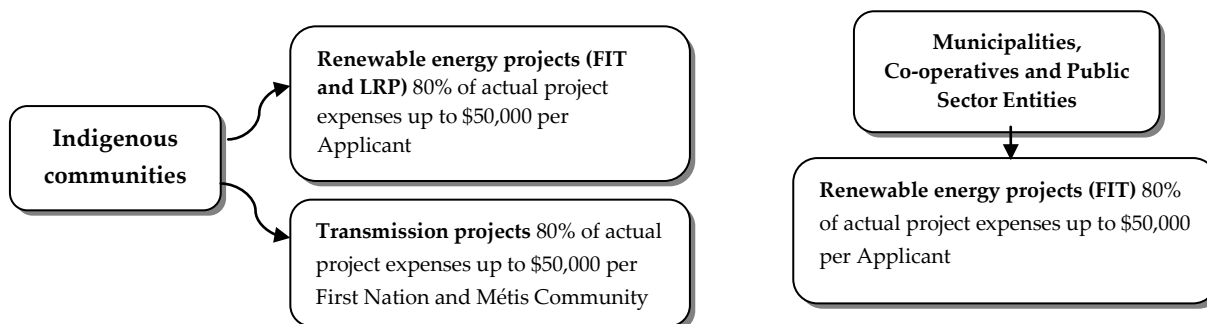 Indigenous
communities
Renewable energy projects (FIT
and LRP) 80% of actual project
expenses up to $50,000 per
Applicant
Transmission projects 80% of actual
project expenses up to $50,000 per
First Nation and Métis Community
Municipalities,
Co-operatives and Public
Sector Entities
Renewable energy projects (FIT) 80%
of actual project expenses up to $50,000
per Applicant